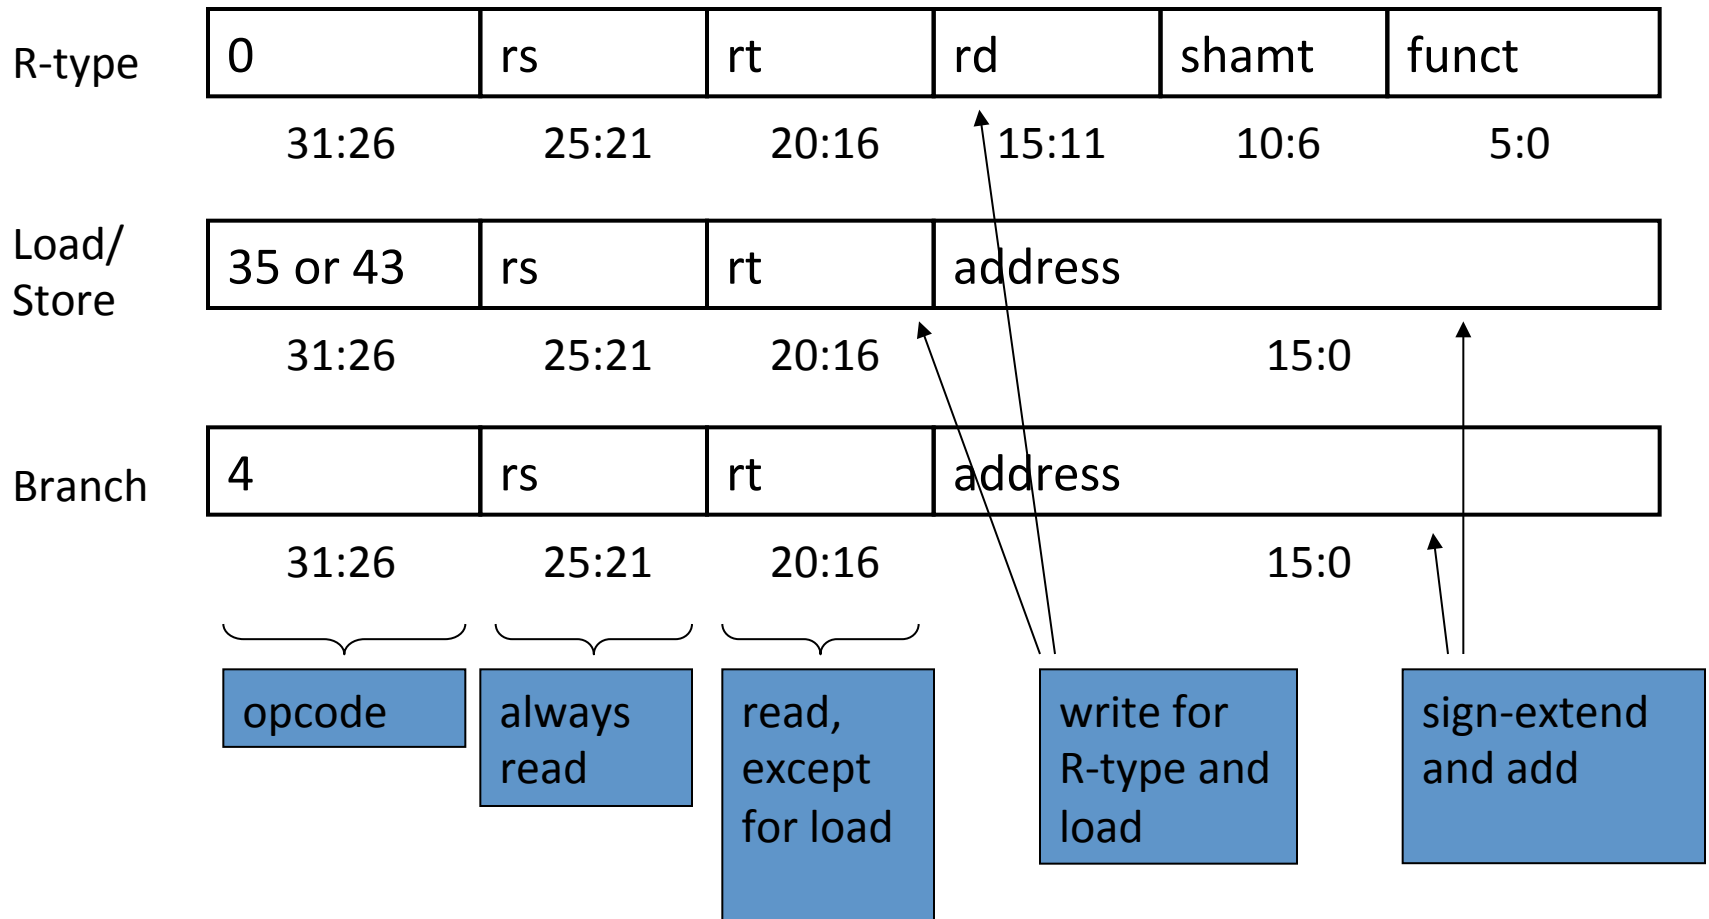 R-type 0 rs rt rd shamt funct
31:26 25:21 20:16 15:11 10:6 5:0
Load/
Store
35 or 43 rs rt address
31:26 25:21 20:16 15:0
Branch 4 rs rt address
31:26 25:21 20:16 15:0
opcode
always
read
read,
except
for load
write for
R-type and
load
sign-extend
and add